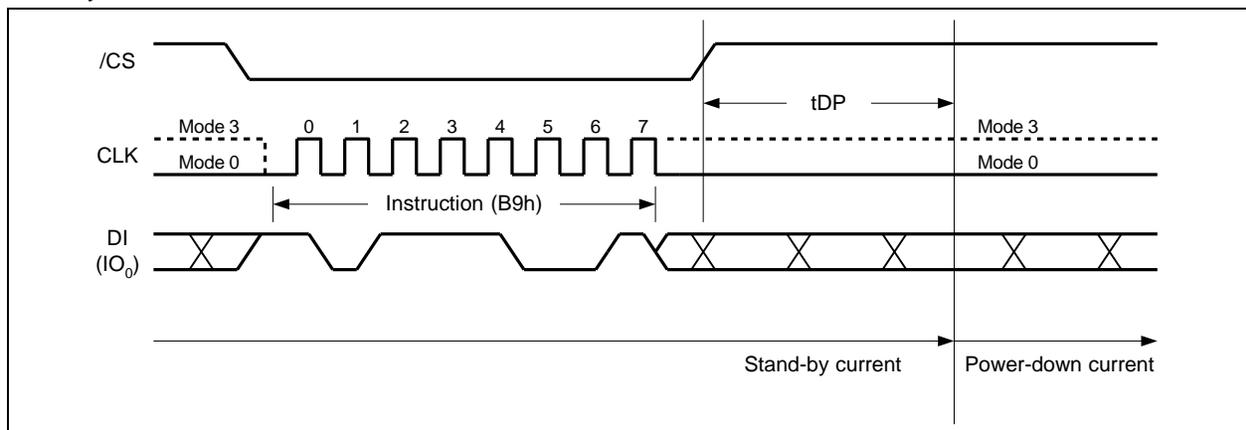 /CS
tDP
Mode 3 0 1 2 3 4 5 6 7 Mode 3
CLK
Mode 0 Mode 0
Instruction (B9h)
DI
(IO0)
Stand-by current Power-down current